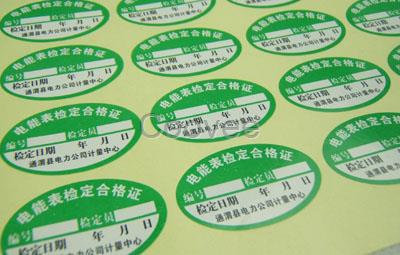 电能表检定合格证
编号 检定员
检定日期 年 月 日
通渭县电力公司计量中心